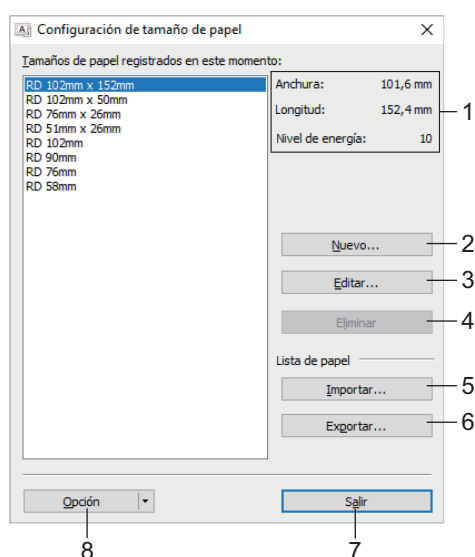 A
Configuración de tamaño de papel
Tamaños de papel registrados en este momento:
RD 102mm x 152mm
RD 102mm x 50mm
RD 76mm x 26mm
RD 51mm x 26mm
RD 102mm
RD 90mm
RD 76mm
RD 58mm
Anchura: 101,6 mm
Longitud: 152,4 mm
Nivel de energía: 10
1
Nuevo... 2
Editar... 3
Eliminar 4
Lista de papel
Importar... 5
Exportar... 6
Opción
Salir
8 7